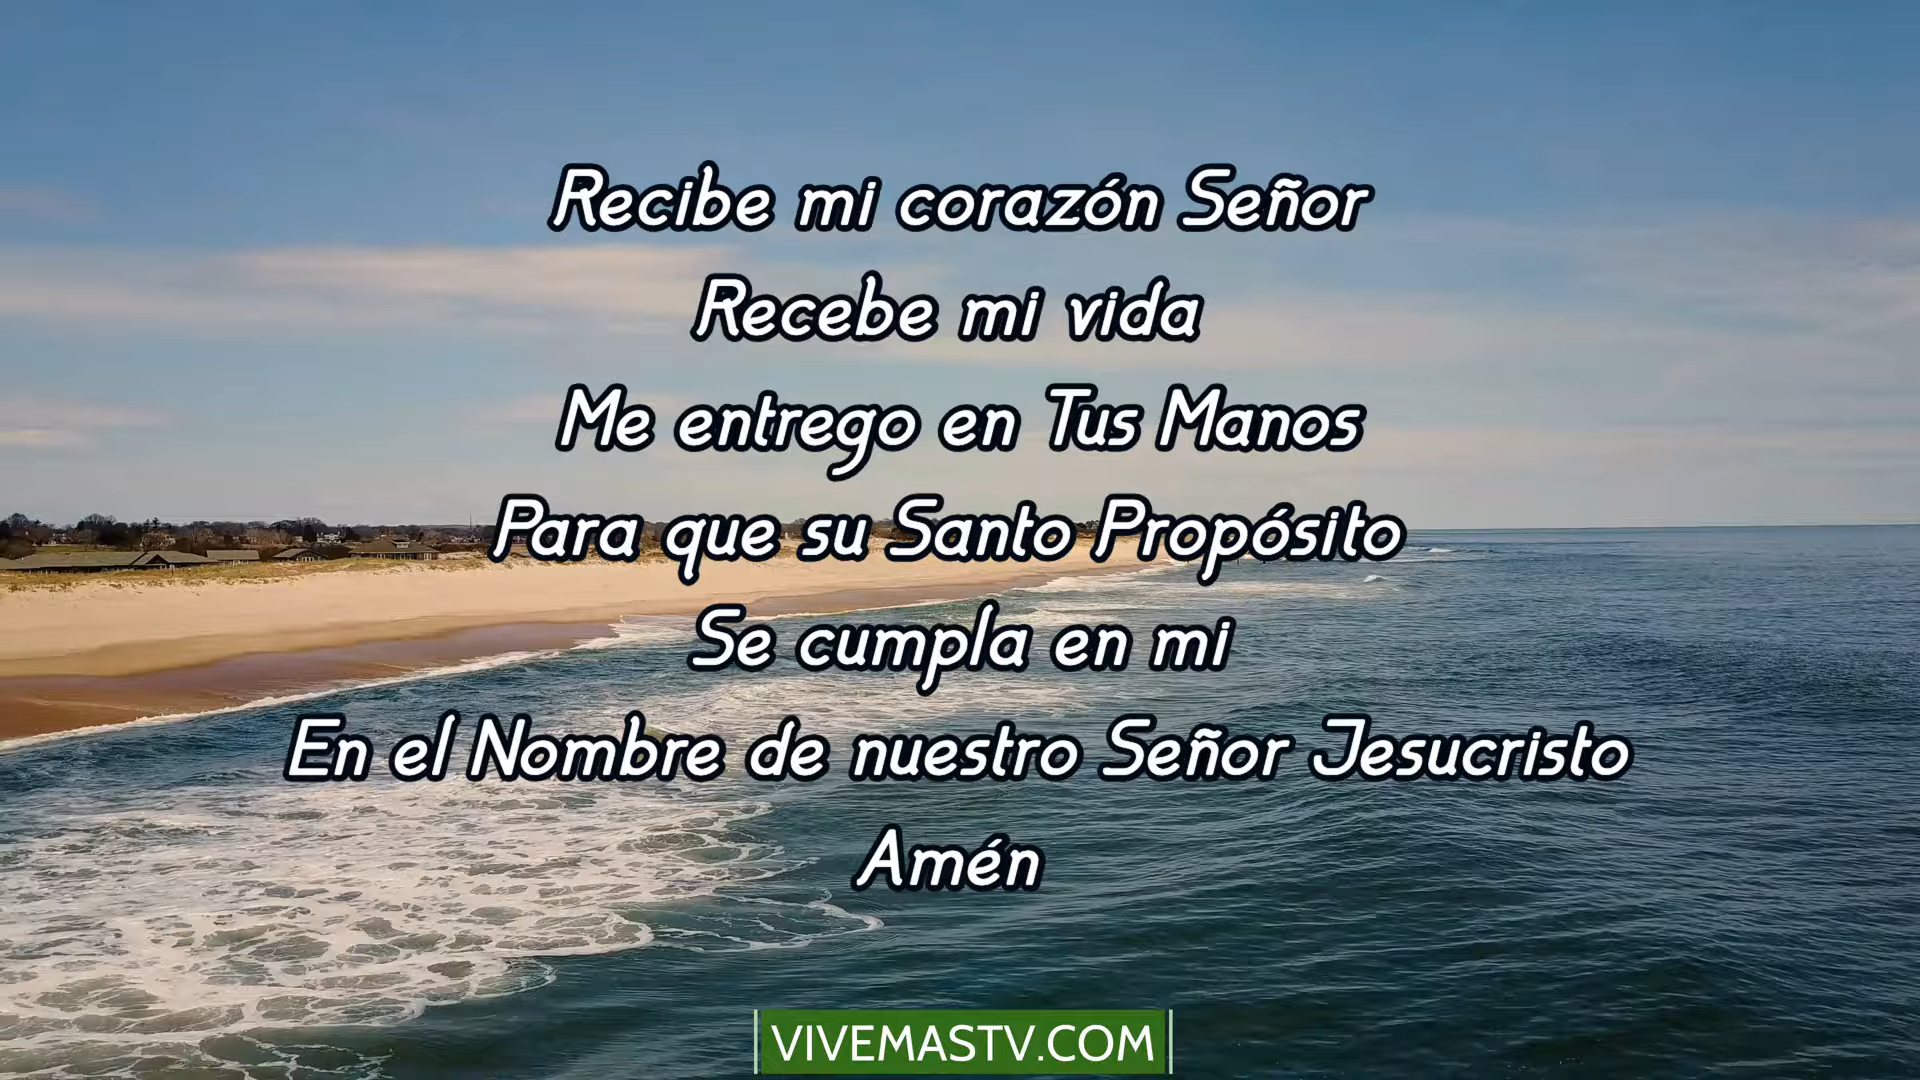 Recibe mi corazón Señor
Recebe mi vida
Me entrego en Tus Manos
Para que su Santo Propósito
Se cumpla en mi
En el Nombre de nuestro Señor Jesucristo
Amén
VIVEMASTV.COM